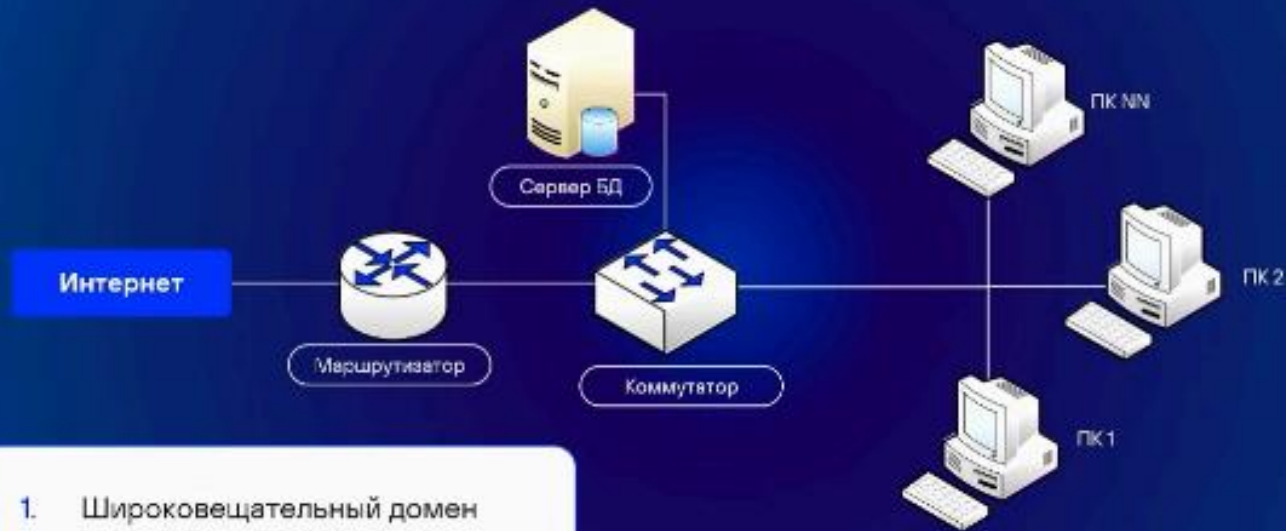 ПК NN
Сервер БД
Интернет
ПК 2
Маршрутизатор
Коммутатор
ПК 1
1. Широковещательный домен